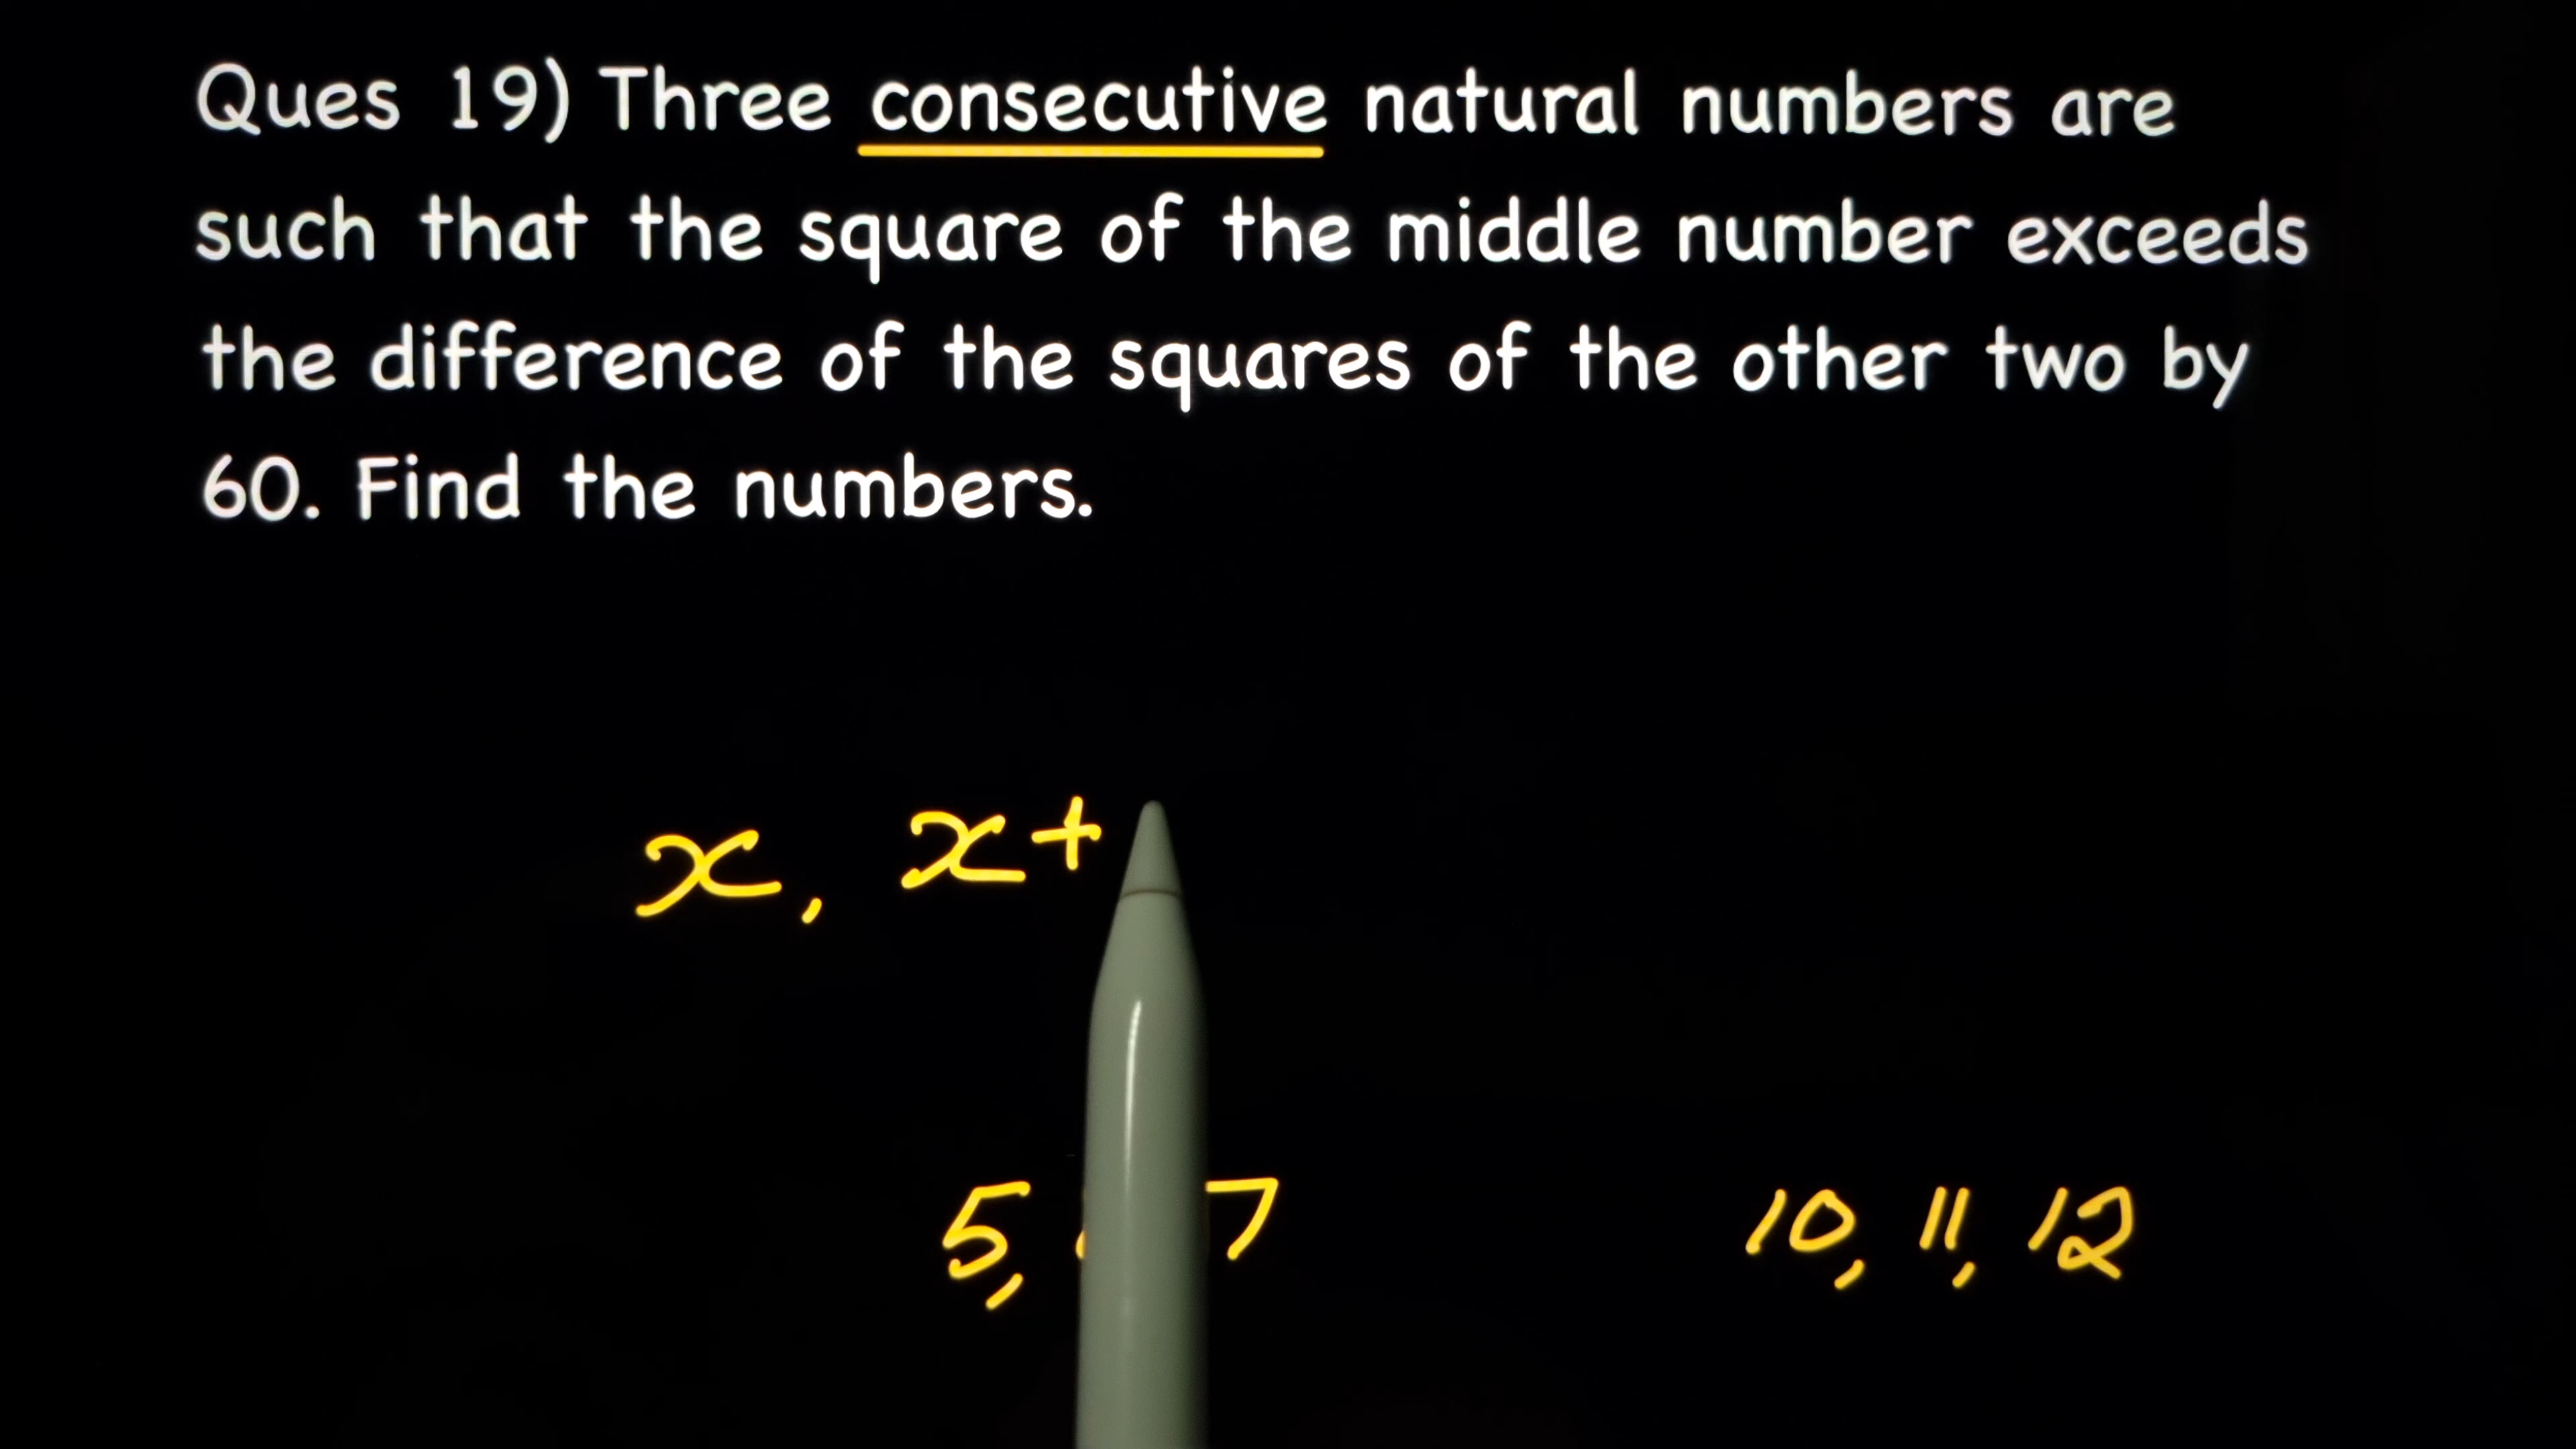 Ques 19) Three consecutive natural numbers are
such that the square of the middle number exceeds
the difference of the squares of the other two by
60. Find the numbers.
x, x+
5, 7 10, 11, 12